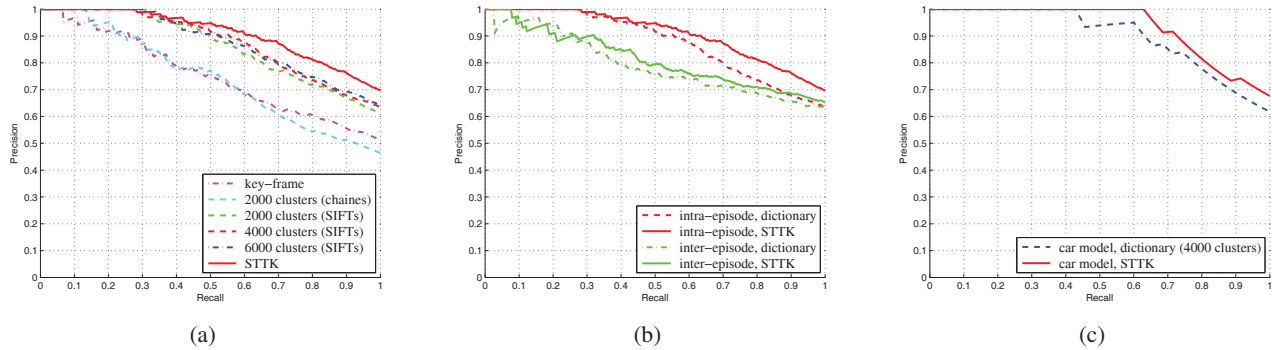 1
0.9
0.8
0.7
0.6
0.5
0.4
0.3
0.2
0.1
0
Precision
key-frame
2000 clusters (chaines)
2000 clusters (SIFTs)
4000 clusters (SIFTs)
6000 clusters (SIFTs)
STTK
0 0.1 0.2 0.3 0.4 0.5 0.6 0.7 0.8 0.9 1
Recall
(a)
1
0.9
0.8
0.7
0.6
0.5
0.4
0.3
0.2
0.1
0
Precision
intra-episode, dictionary
intra-episode, STTK
inter-episode, dictionary
inter-episode, STTK
0 0.1 0.2 0.3 0.4 0.5 0.6 0.7 0.8 0.9 1
Recall
(b)
1
0.9
0.8
0.7
0.6
0.5
0.4
0.3
0.2
0.1
0
Precision
car model, dictionary (4000 clusters)
car model, STTK
0 0.1 0.2 0.3 0.4 0.5 0.6 0.7 0.8 0.9 1
Recall
(c)